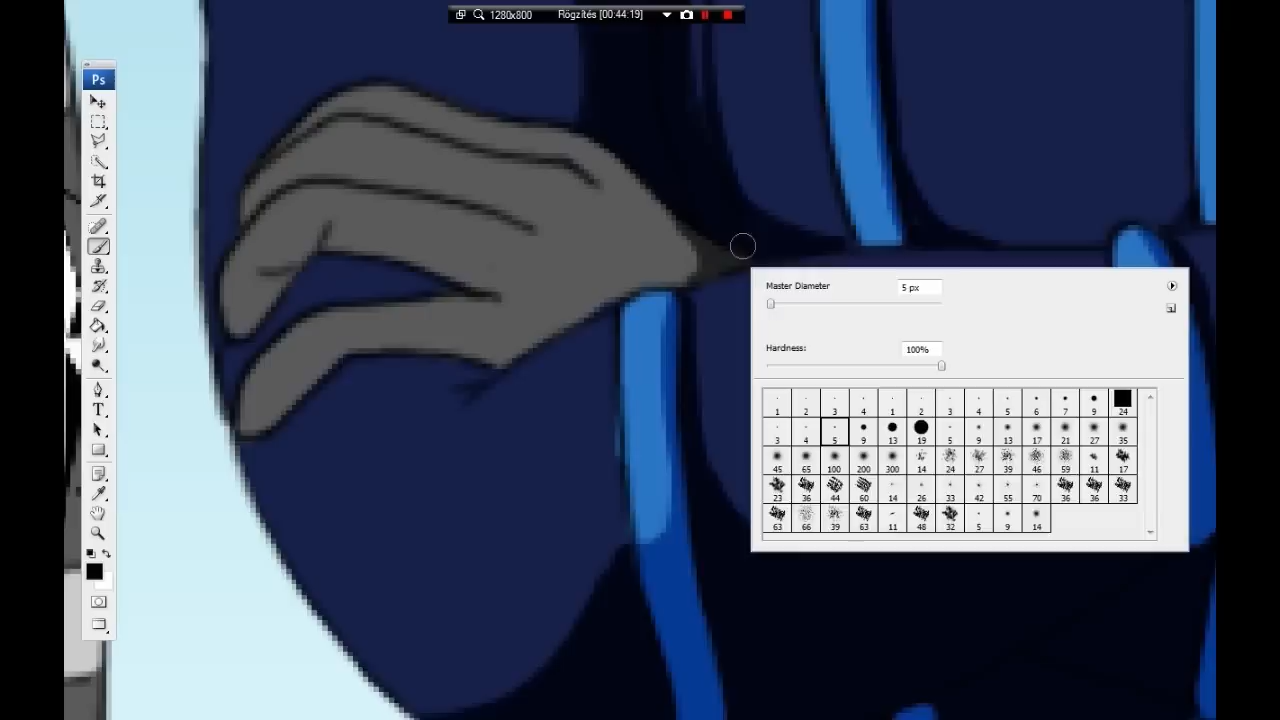 1280x800 Rögzítés [00:44:19]
Ps
Master Diameter 5 px
Hardness: 100%
1 2 3 4 1 2 3 4 5 6 7 9 24
3 4 5 9 13 19 5 9 13 17 21 27 35
45 65 100 200 300 14 24 27 39 46 59 11 17
23 36 44 60 14 26 33 42 55 70 36 36 33
63 66 39 63 11 48 32 5 9 14
T